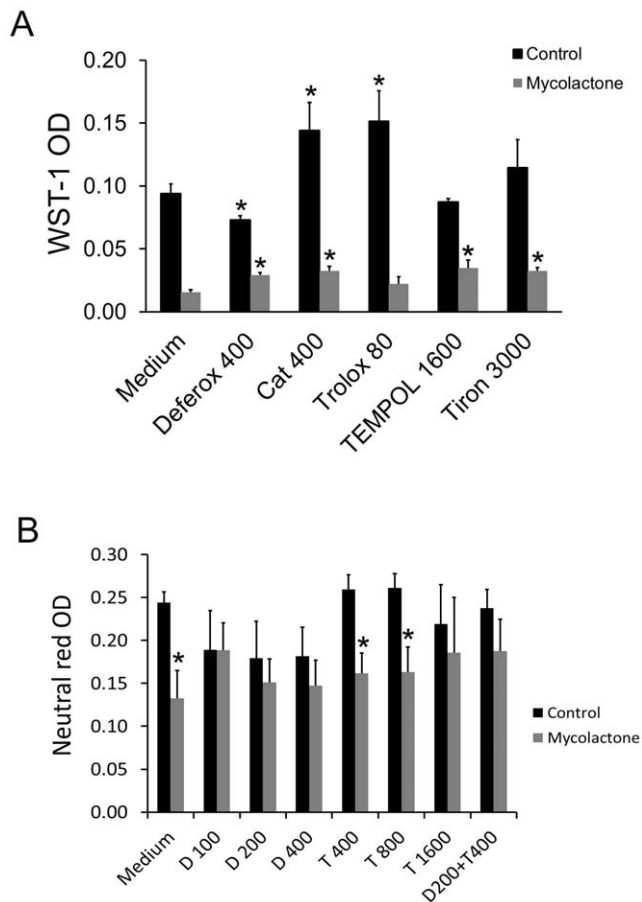 A
Control
Mycolactone
WST-1 OD
0.20
0.15
0.10
0.05
0.00
* * * * * * *
Medium
Deferox 400
Cat 400
Trolox 80
TEMPOL 1600
Tiron 3000
B
Neutral red OD
0.30
0.25
0.20
0.15
0.10
0.05
0.00
* * *
Control
Mycolactone
Medium
D 100
D 200
D 400
T 400
T 800
T 1600
D200+T400